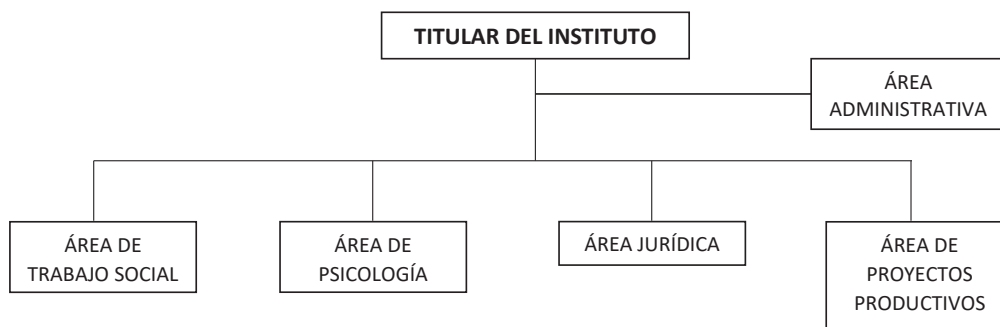 TITULAR DEL INSTITUTO
ÁREA
ADMINISTRATIVA
ÁREA DE
TRABAJO SOCIAL
ÁREA DE
PSICOLOGÍA
ÁREA JURÍDICA
ÁREA DE
PROYECTOS
PRODUCTIVOS